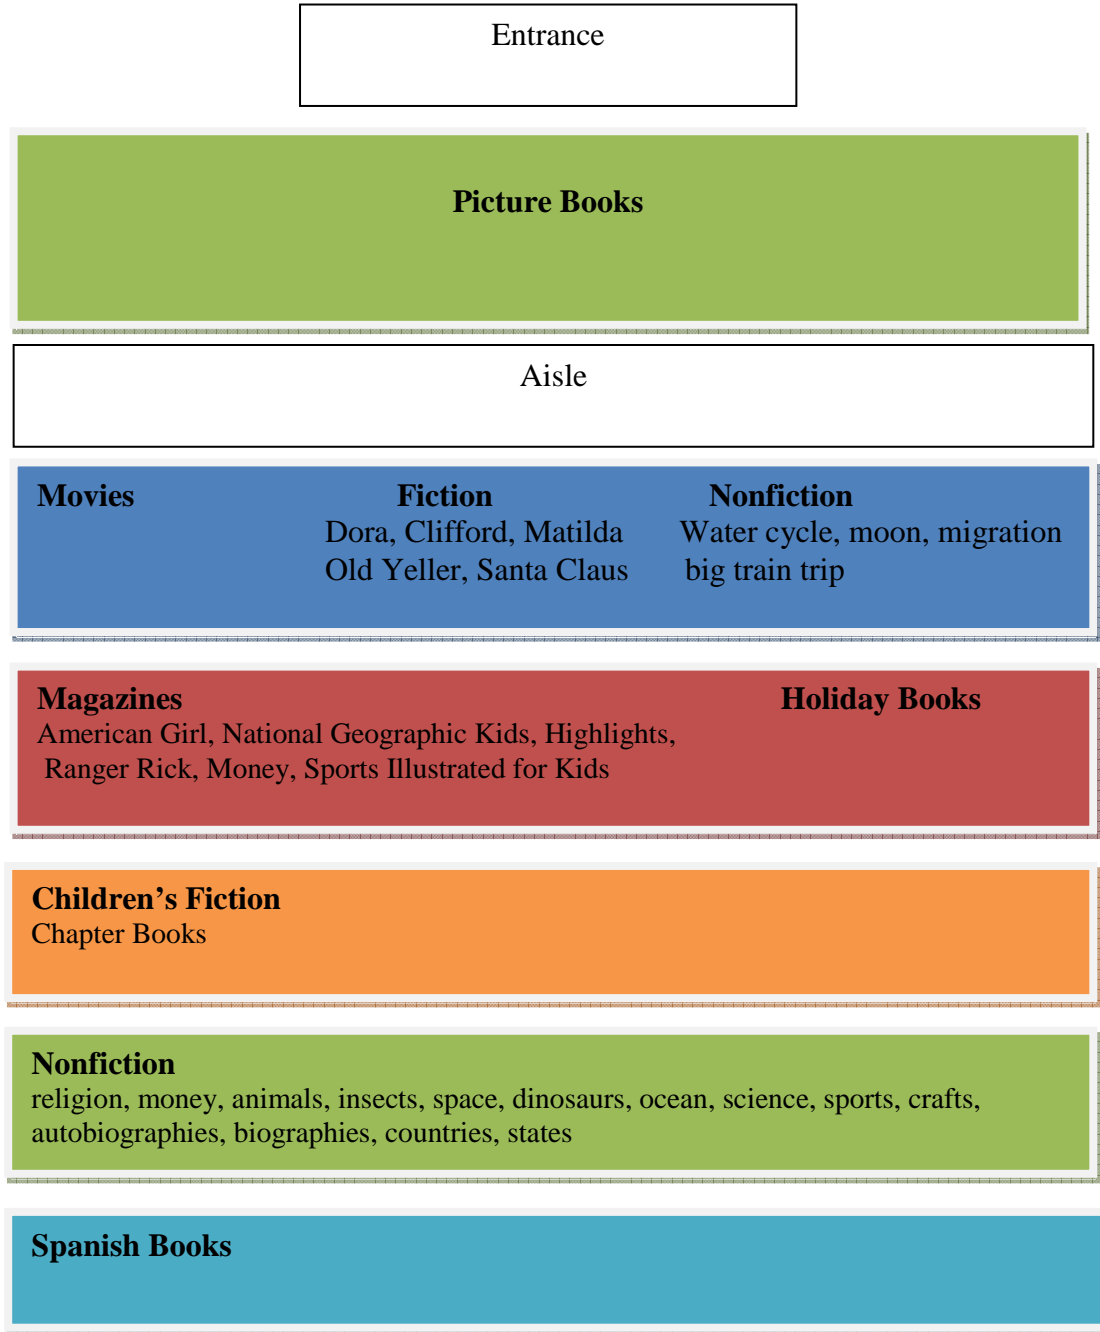 Entrance
Picture Books
Aisle
Movies Fiction Nonfiction
Dora, Clifford, Matilda Water cycle, moon, migration
Old Yeller, Santa Claus big train trip
Magazines Holiday Books
American Girl, National Geographic Kids, Highlights,
Ranger Rick, Money, Sports Illustrated for Kids
Children’s Fiction
Chapter Books
Nonfiction
religion, money, animals, insects, space, dinosaurs, ocean, science, sports, crafts,
autobiographies, biographies, countries, states
Spanish Books